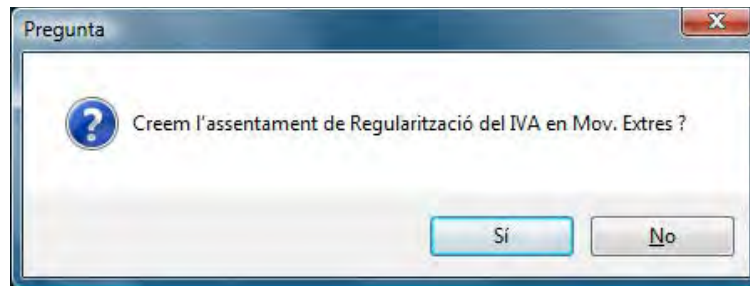 Pregunta
Creem l'assentament de Regularització del IVA en Mov. Extres ?
Sí
No